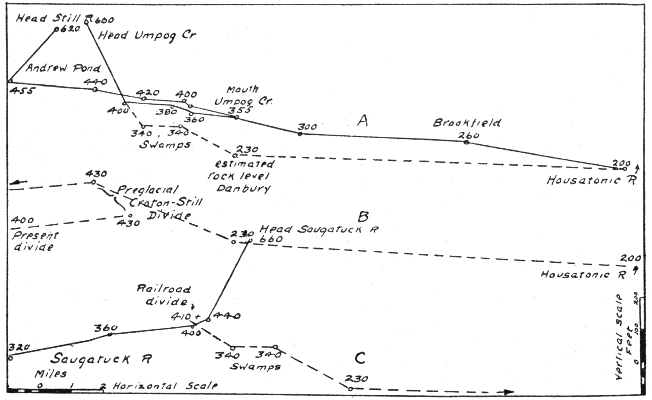 Head Still
620
600
Head Umpog Cr
Andrew Pond
455
440
420
400
400
380
360
Mouth
Umpog Cr.
355
340
340
Swamps
A
300
Brookfield
260
230
estimated
rock level
Danbury
200
Housatonic R
430
Preglacial
Croton-Still
Divide
430
400
Present
divide
B
230
Head Saugatuck R
660
200
Housatonic R
Railroad
divide
410
400
440
360
320
Saugatuck R
340
340
Swamps
C
230
Miles
0 1 2 Horizontal Scale
Vertical Scale
Feet
0 100 200